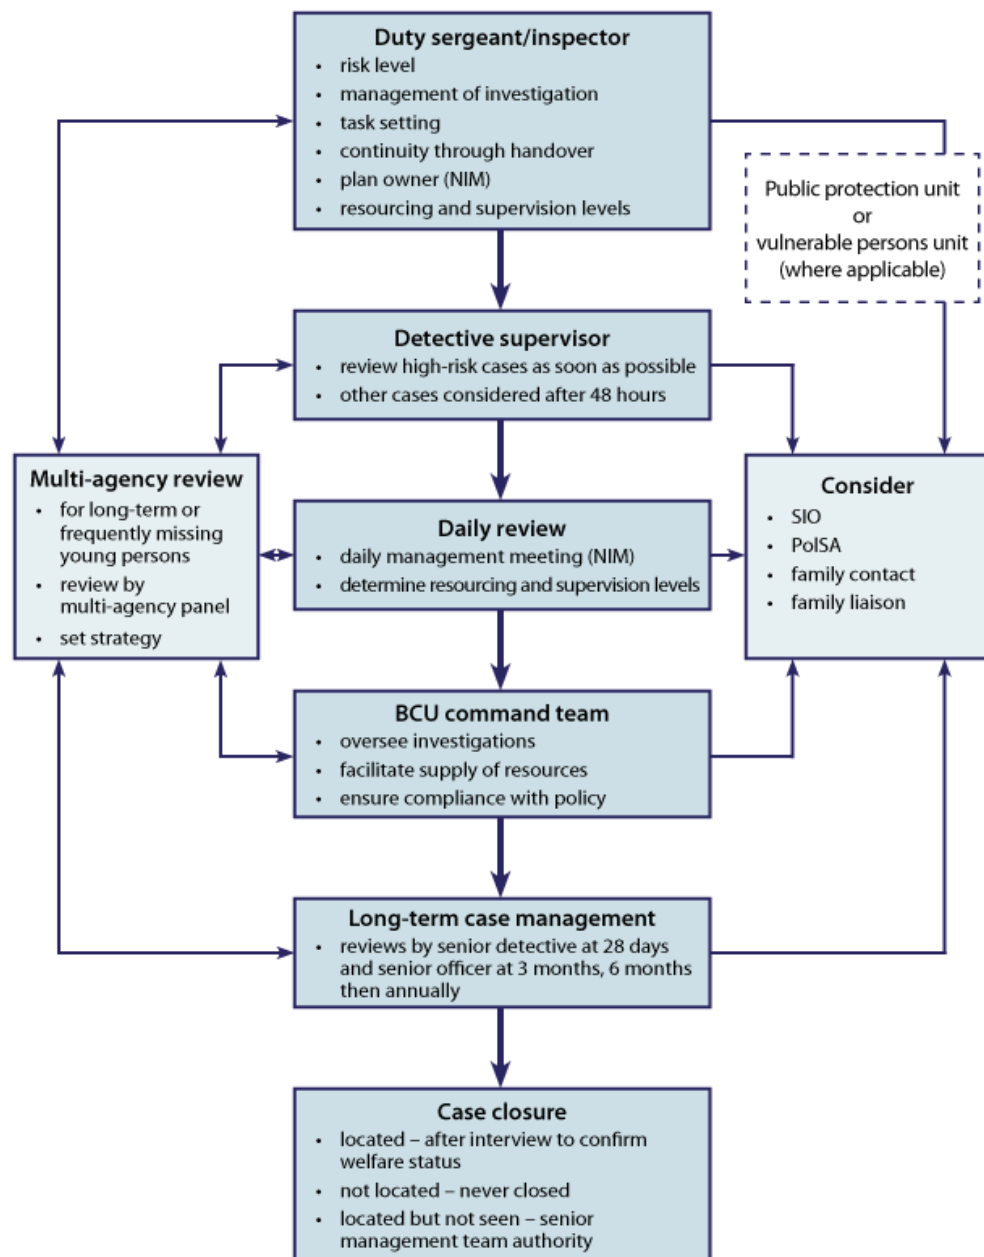 Duty sergeant/inspector
• risk level
• management of investigation
• task setting
• continuity through handover
• plan owner (NIM)
• resourcing and supervision levels
Public protection unit
or
vulnerable persons unit
(where applicable)
Detective supervisor
• review high-risk cases as soon as possible
• other cases considered after 48 hours
Multi-agency review
• for long-term or
frequently missing
young persons
• review by
multi-agency panel
• set strategy
Daily review
• daily management meeting (NIM)
• determine resourcing and supervision levels
Consider
• SIO
• PolSA
• family contact
• family liaison
BCU command team
• oversee investigations
• facilitate supply of resources
• ensure compliance with policy
Long-term case management
• reviews by senior detective at 28 days
and senior officer at 3 months, 6 months
then annually
Case closure
• located – after interview to confirm
welfare status
• not located – never closed
• located but not seen – senior
management team authority